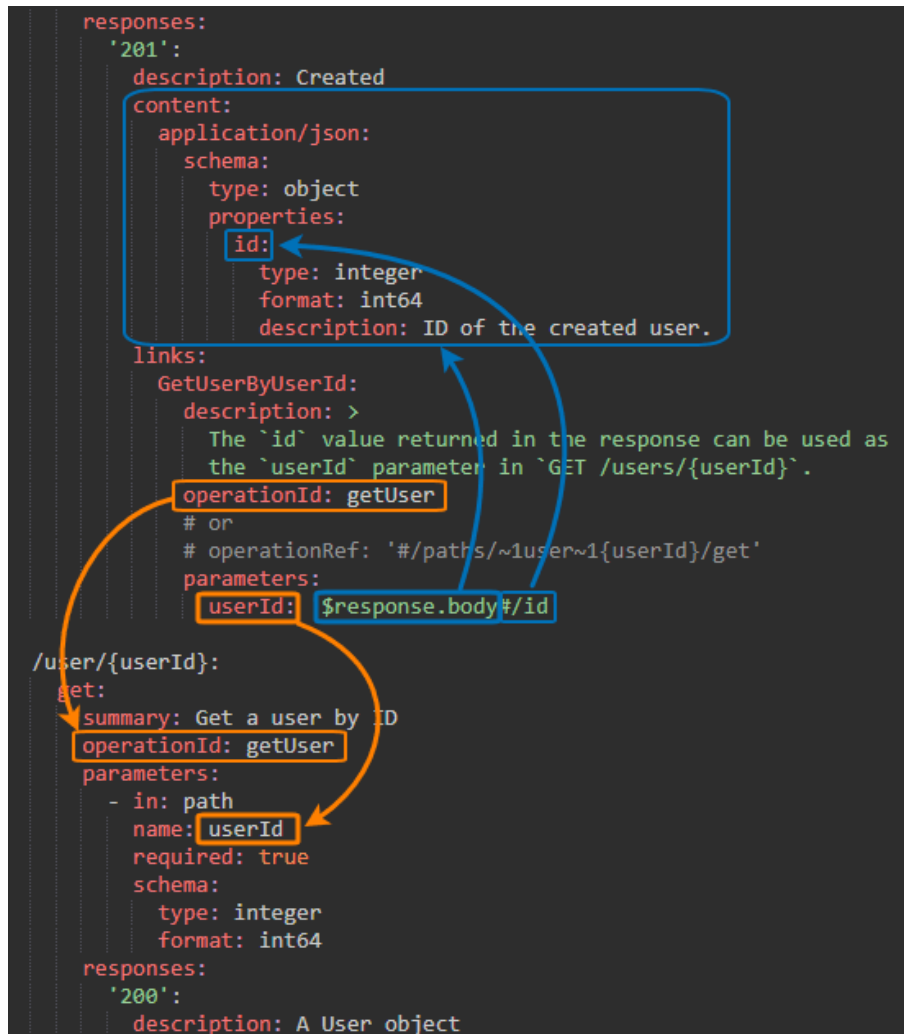 responses:
'201':
description: Created
content:
application/json:
schema:
type: object
properties:
id:
type: integer
format: int64
description: ID of the created user.
links:
GetUserByUserId:
description: >
The `id` value returned in the response can be used as
the `userId` parameter in `GET /users/{userId}`.
operationId: getUser
# or
# operationRef: '#/paths/~1user~1{userId}/get'
parameters:
userId: $response.body#/id
/user/{userId}:
get:
summary: Get a user by ID
operationId: getUser
parameters:
- in: path
name: userId
required: true
schema:
type: integer
format: int64
responses:
'200':
description: A User object